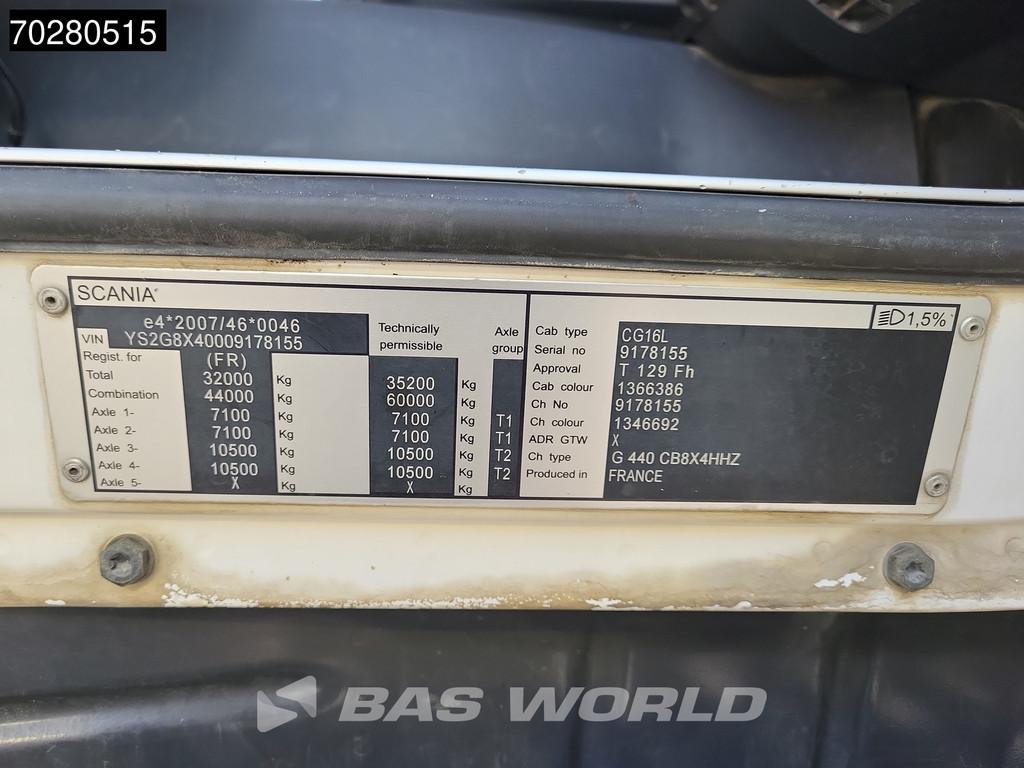 70280515
SCANIA
e4*2007/46*0046
VIN YS2G8X40009178155
Technically permissible
Axle group
Regist. for (FR)
Total 32000 Kg 35200 Kg
Combination 44000 Kg 60000 Kg
Axle 1- 7100 Kg 7100 Kg T1
Axle 2- 7100 Kg 7100 Kg T1
Axle 3- 10500 Kg 10500 Kg T2
Axle 4- 10500 Kg 10500 Kg T2
Axle 5- X Kg X Kg
1,5%
Cab type CG16L
Serial no 9178155
Approval T 129 Fh
Cab colour 1366386
Ch No 9178155
Ch colour 1346692
ADR GTW X
Ch type G 440 CB8X4HHZ
Produced in FRANCE
BAS WORLD